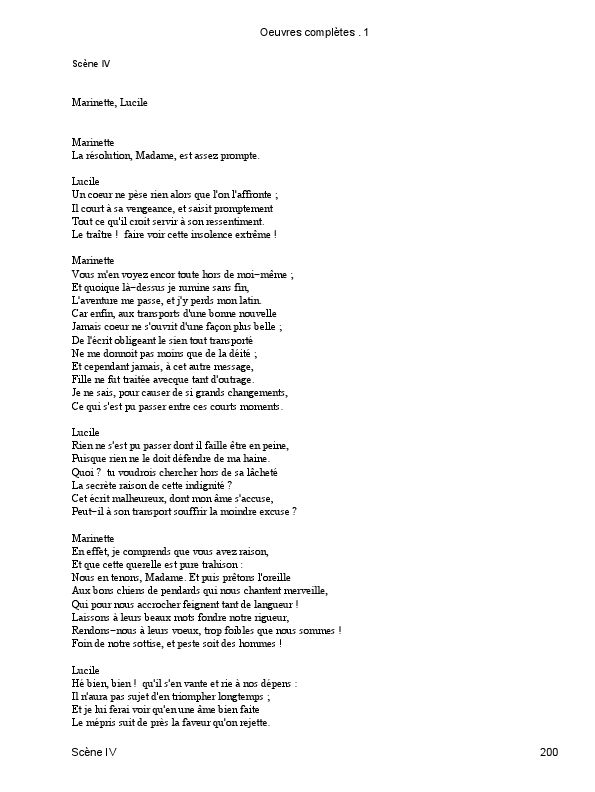 Oeuvres complètes . 1
Scène IV
Marinette, Lucile
Marinette
La résolution, Madame, est assez prompte.
Lucile
Un coeur ne pèse rien alors que l'on l'affronte ;
Il court à sa vengeance, et saisit promptement
Tout ce qu'il croit servir à son ressentiment.
Le traître !  faire voir cette insolence extrême !
Marinette
Vous m'en voyez encor toute hors de moi−même ;
Et quoique là−dessus je rumine sans fin,
L'aventure me passe, et j'y perds mon latin.
Car enfin, aux transports d'une bonne nouvelle
Jamais coeur ne s'ouvrit d'une façon plus belle ;
De l'écrit obligeant le sien tout transporté
Ne me donnoit pas moins que de la déité ;
Et cependant jamais, à cet autre message,
Fille ne fut traitée avecque tant d'outrage.
Je ne sais, pour causer de si grands changements,
Ce qui s'est pu passer entre ces courts moments.
Lucile
Rien ne s'est pu passer dont il faille être en peine,
Puisque rien ne le doit défendre de ma haine.
Quoi ?  tu voudrois chercher hors de sa lâcheté
La secrète raison de cette indignité ?
Cet écrit malheureux, dont mon âme s'accuse,
Peut−il à son transport souffrir la moindre excuse ?
Marinette
En effet, je comprends que vous avez raison,
Et que cette querelle est pure trahison :
Nous en tenons, Madame. Et puis prêtons l'oreille
Aux bons chiens de pendards qui nous chantent merveille,
Qui pour nous accrocher feignent tant de langueur !
Laissons à leurs beaux mots fondre notre rigueur,
Rendons−nous à leurs voeux, trop foibles que nous sommes !
Foin de notre sottise, et peste soit des hommes !
Lucile
Hé bien, bien !  qu'il s'en vante et rie à nos dépens :
Il n'aura pas sujet d'en triompher longtemps ;
Et je lui ferai voir qu'en une âme bien faite
Le mépris suit de près la faveur qu'on rejette.
Scène IV 200